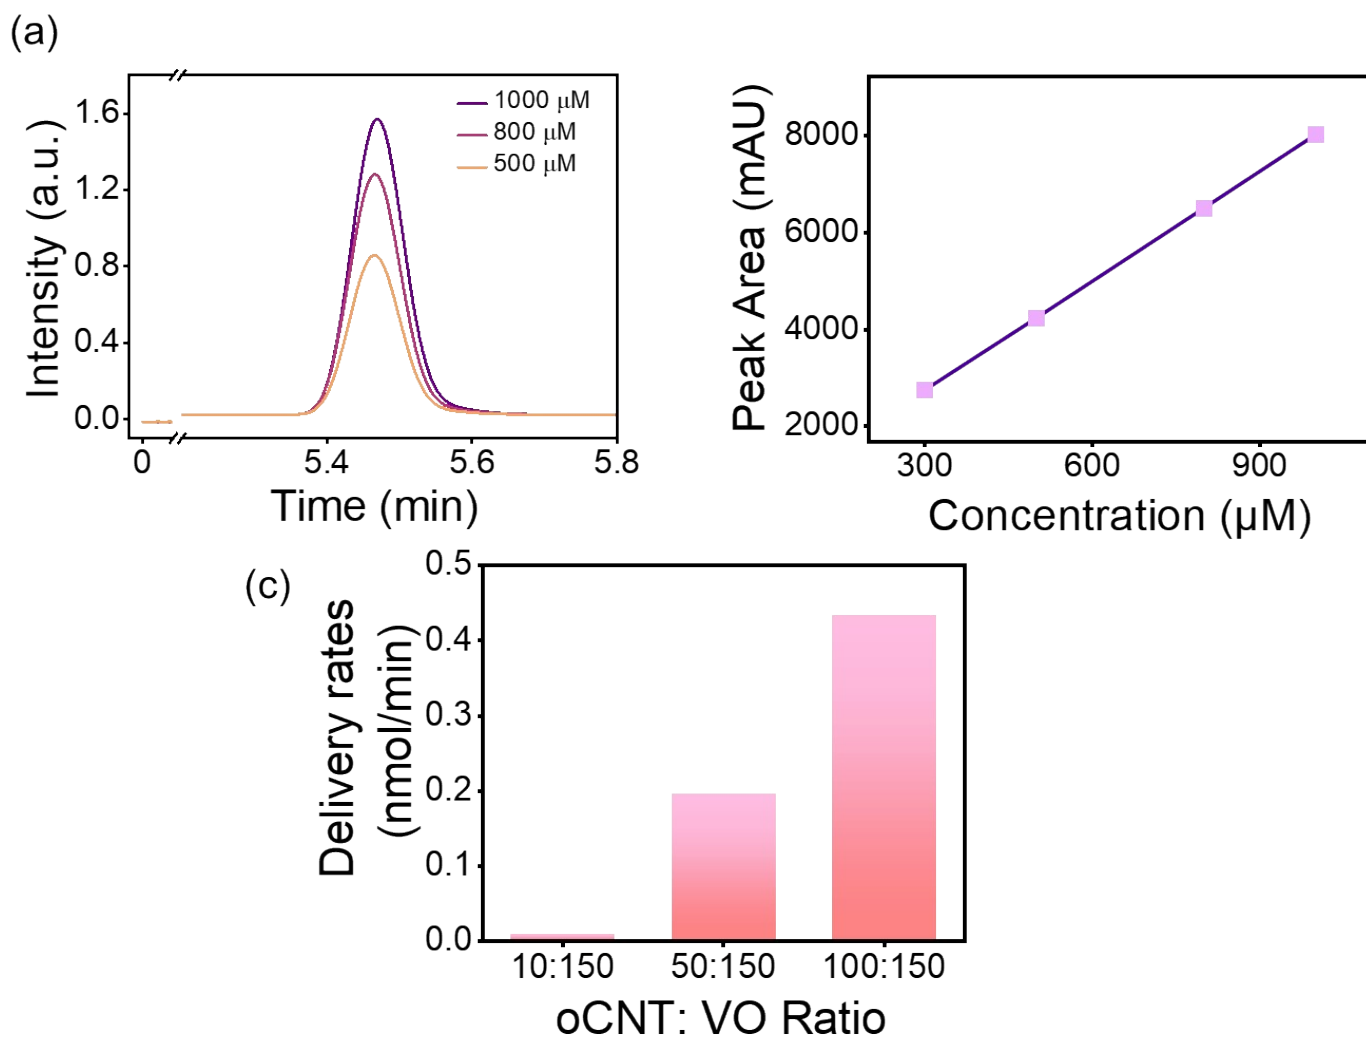 (a)
Intensity (a.u.)
1.6
1.2
0.8
0.4
0.0
1000 μM
800 μM
500 μM
0
5.4
5.6
5.8
Time (min)
Peak Area (mAU)
8000
6000
4000
2000
300
600
900
Concentration (μM)
(c)
Delivery rates
(nmol/min)
0.5
0.4
0.3
0.2
0.1
0.0
10:150
50:150
100:150
oCNT: VO Ratio